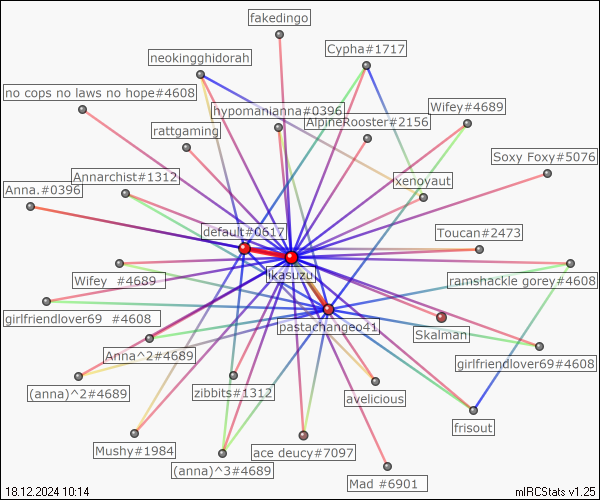 fakedingo
Cypha#1717
neokingghidorah
no cops no laws no hope#4608
hypomanianna#0396
Wifey#4689
AlpineRooster#2156
rattgaming
Soxy Foxy#5076
Annarchist#1312
xenoyaut
Anna.#0396
default#0617
Toucan#2473
ikasuzu
Wifey_#4689
ramshackle gorey#4608
girlfriendlover69_#4608
pastachangeo41
Skalman
Anna^2#4689
girlfriendlover69#4608
(anna)^2#4689
zibbits#1312
avelicious
frisout
Mushy#1984
ace deucy#7097
(anna)^3#4689
Mad #6901
18.12.2024 10:14
mIRCStats v1.25